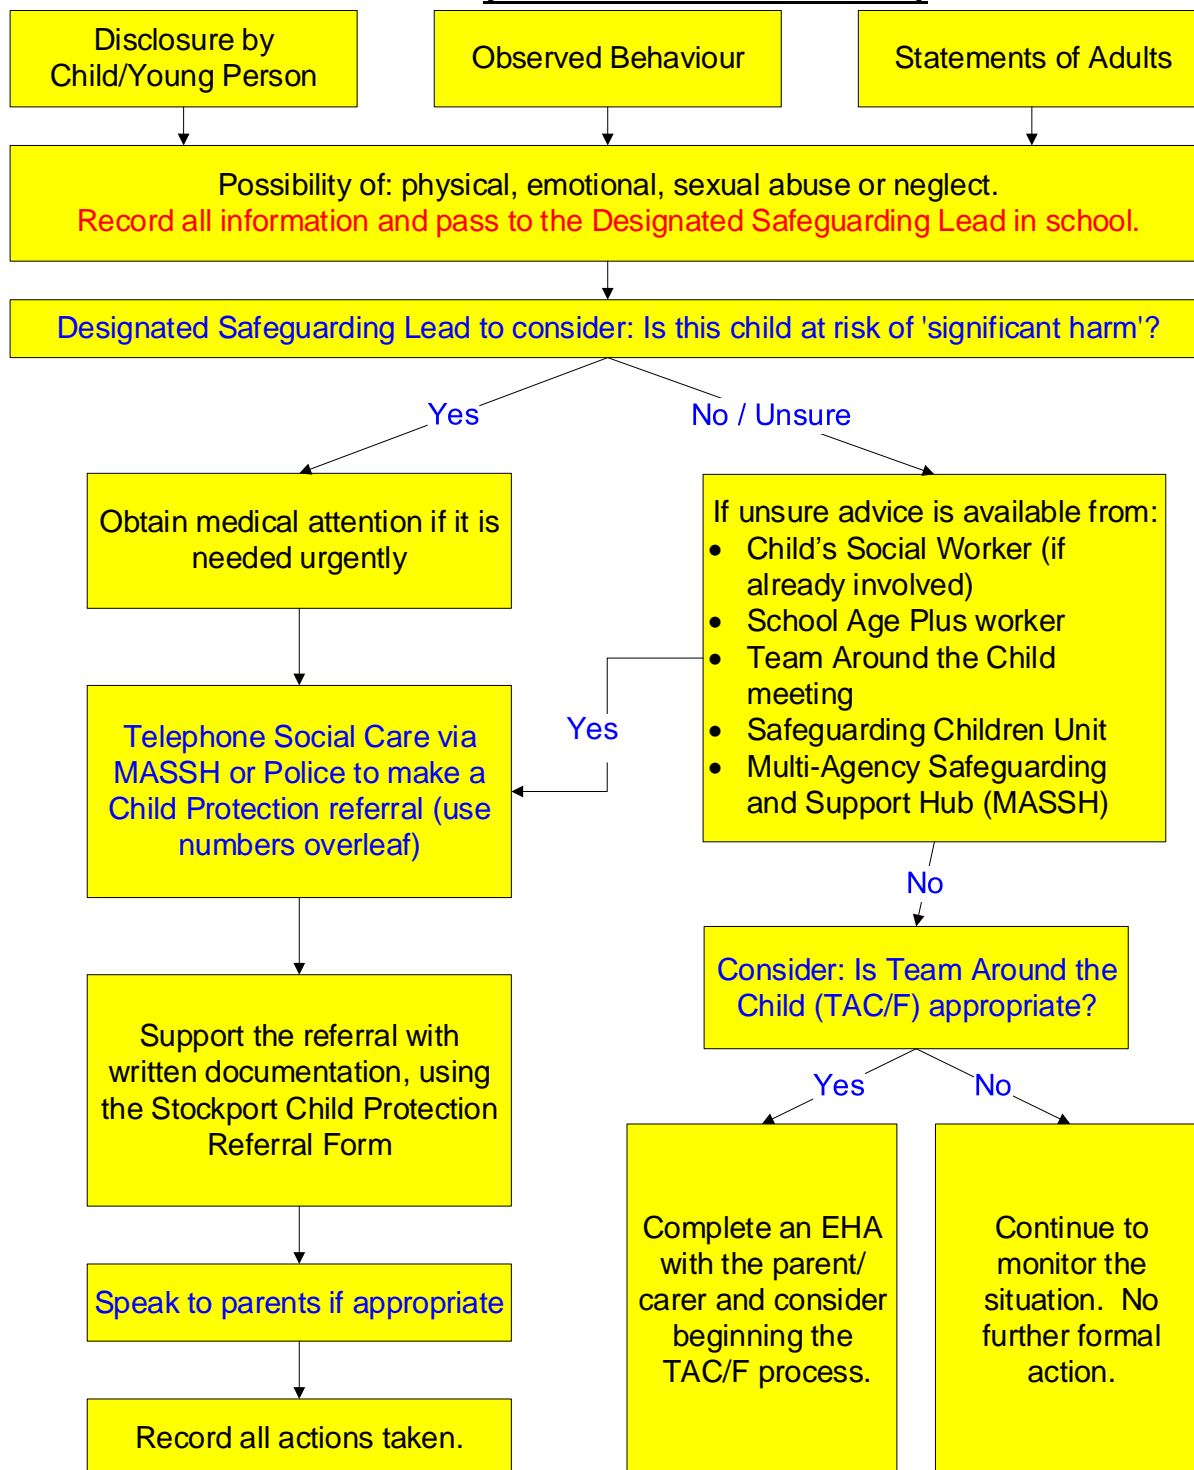 Disclosure by
Child/Young Person
Observed Behaviour
Statements of Adults
Possibility of: physical, emotional, sexual abuse or neglect.
Record all information and pass to the Designated Safeguarding Lead in school.
Designated Safeguarding Lead to consider: Is this child at risk of 'significant harm'?
Yes
No / Unsure
Obtain medical attention if it is
needed urgently
If unsure advice is available from:
• Child’s Social Worker (if
already involved)
• School Age Plus worker
• Team Around the Child
meeting
• Safeguarding Children Unit
• Multi-Agency Safeguarding
and Support Hub (MASSH)
Yes
Telephone Social Care via
MASSH or Police to make a
Child Protection referral (use
numbers overleaf)
No
Consider: Is Team Around the
Child (TAC/F) appropriate?
Support the referral with
written documentation, using
the Stockport Child Protection
Referral Form
Yes
No
Speak to parents if appropriate
Record all actions taken.
Complete an EHA
with the parent/
carer and consider
beginning the
TAC/F process.
Continue to
monitor the
situation.  No
further formal
action.